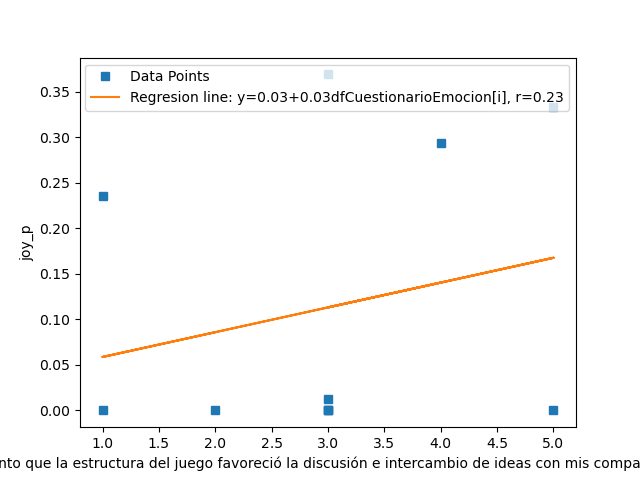 Data Points
Regresion line: y=0.03+0.03dfCuestionarioEmocion[i], r=0.23
0.35
0.30
0.25
0.20
0.15
0.10
0.05
0.00
joy_p
1.0 1.5 2.0 2.5 3.0 3.5 4.0 4.5 5.0
que la estructura del juego favoreció la discusión e intercambio de ideas con mis